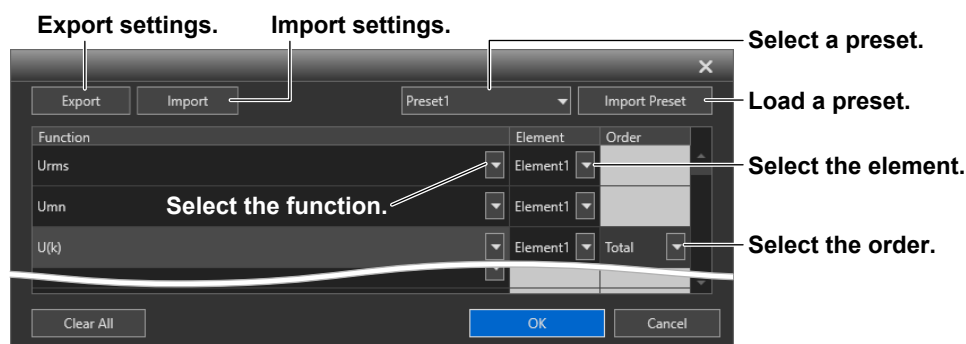 Export settings. Import settings.
Select a preset.
Export Import Preset1 Import Preset
Load a preset.
Function Element Order
Urms Element1
Select the element.
Umn Element1
Select the function.
U(k) Element1 Total
Select the order.
Clear All OK Cancel